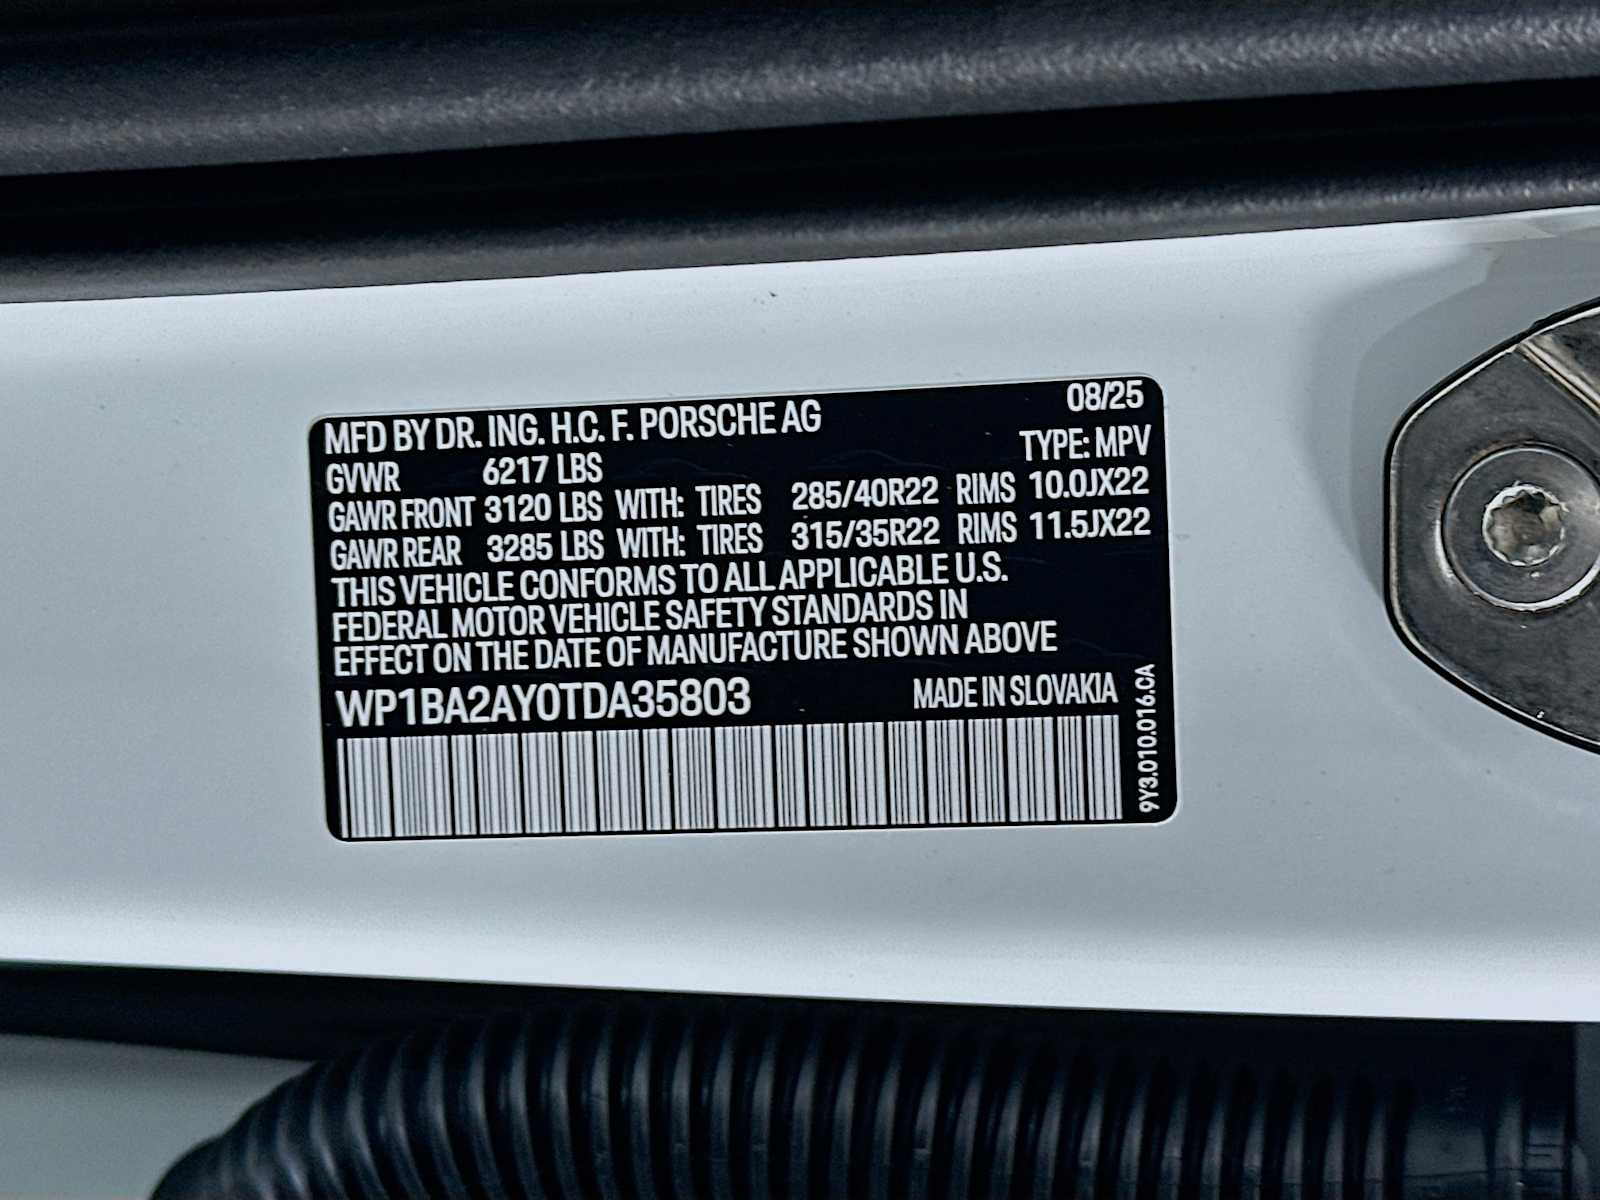 MFD BY DR. ING. H.C. F. PORSCHE AG 08/25
TYPE: MPV
GVWR 6217 LBS
GAWR FRONT 3120 LBS WITH: TIRES 285/40R22 RIMS 10.0JX22
GAWR REAR 3285 LBS WITH: TIRES 315/35R22 RIMS 11.5JX22
THIS VEHICLE CONFORMS TO ALL APPLICABLE U.S.
FEDERAL MOTOR VEHICLE SAFETY STANDARDS IN
EFFECT ON THE DATE OF MANUFACTURE SHOWN ABOVE
WP1BA2AY0TDA35803 MADE IN SLOVAKIA
9Y3.010.016.CA